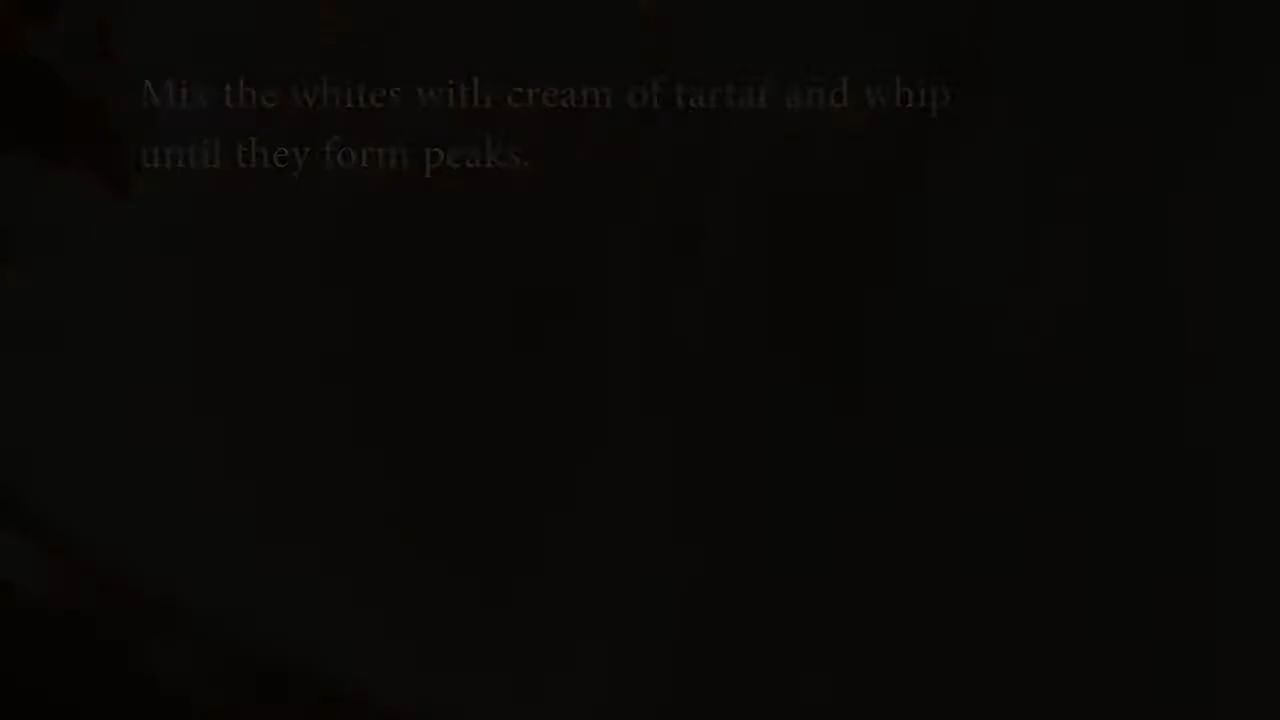 Mix the whites with cream of tartar and whip
until they form peaks.